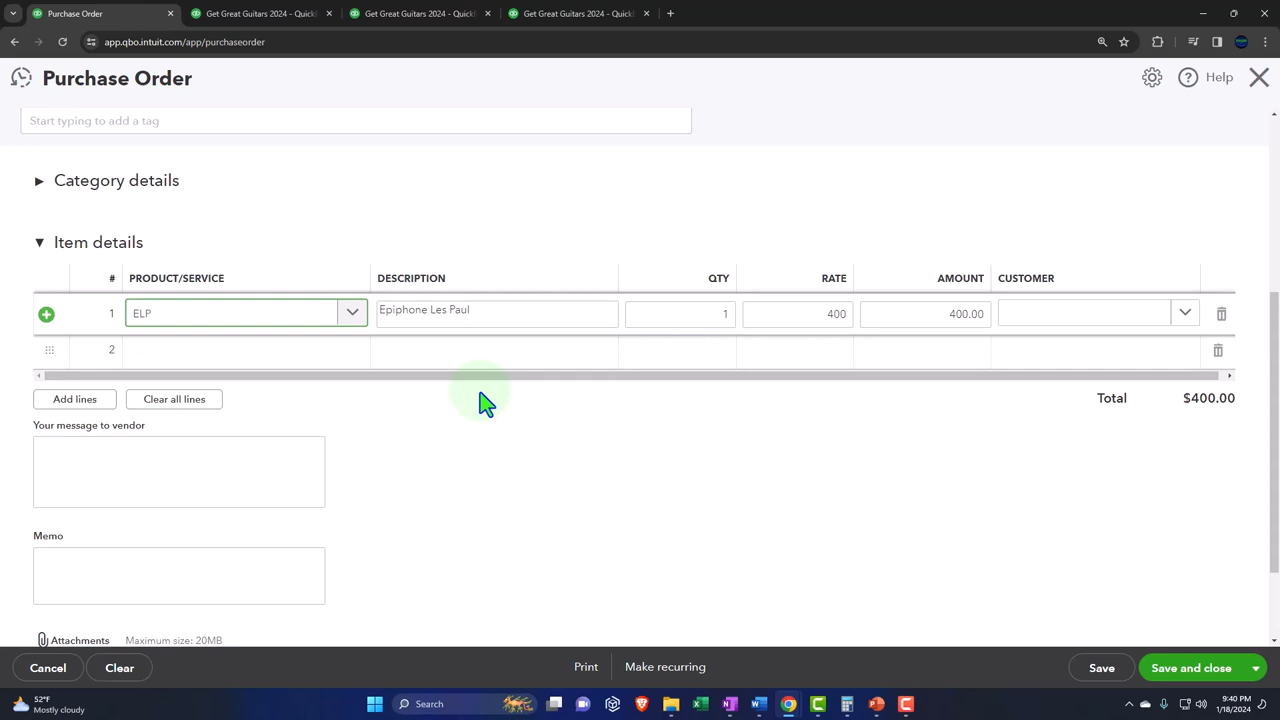 Purchase Order
Get Great Guitars 2024 - Quick
Get Great Guitars 2024 - Quick
Get Great Guitars 2024 - Quick
app.qbo.intuit.com/app/purchaseorder
Purchase Order
Help
Start typing to add a tag
Category details
Item details
# PRODUCT/SERVICE DESCRIPTION QTY RATE AMOUNT CUSTOMER
1 ELP Epiphone Les Paul 1 400 400.00
2
Add lines Clear all lines Total $400.00
Your message to vendor
Memo
Attachments Maximum size: 20MB
Cancel Clear Print Make recurring Save Save and close
52°F
Mostly cloudy
Search
9:40 PM
1/18/2024